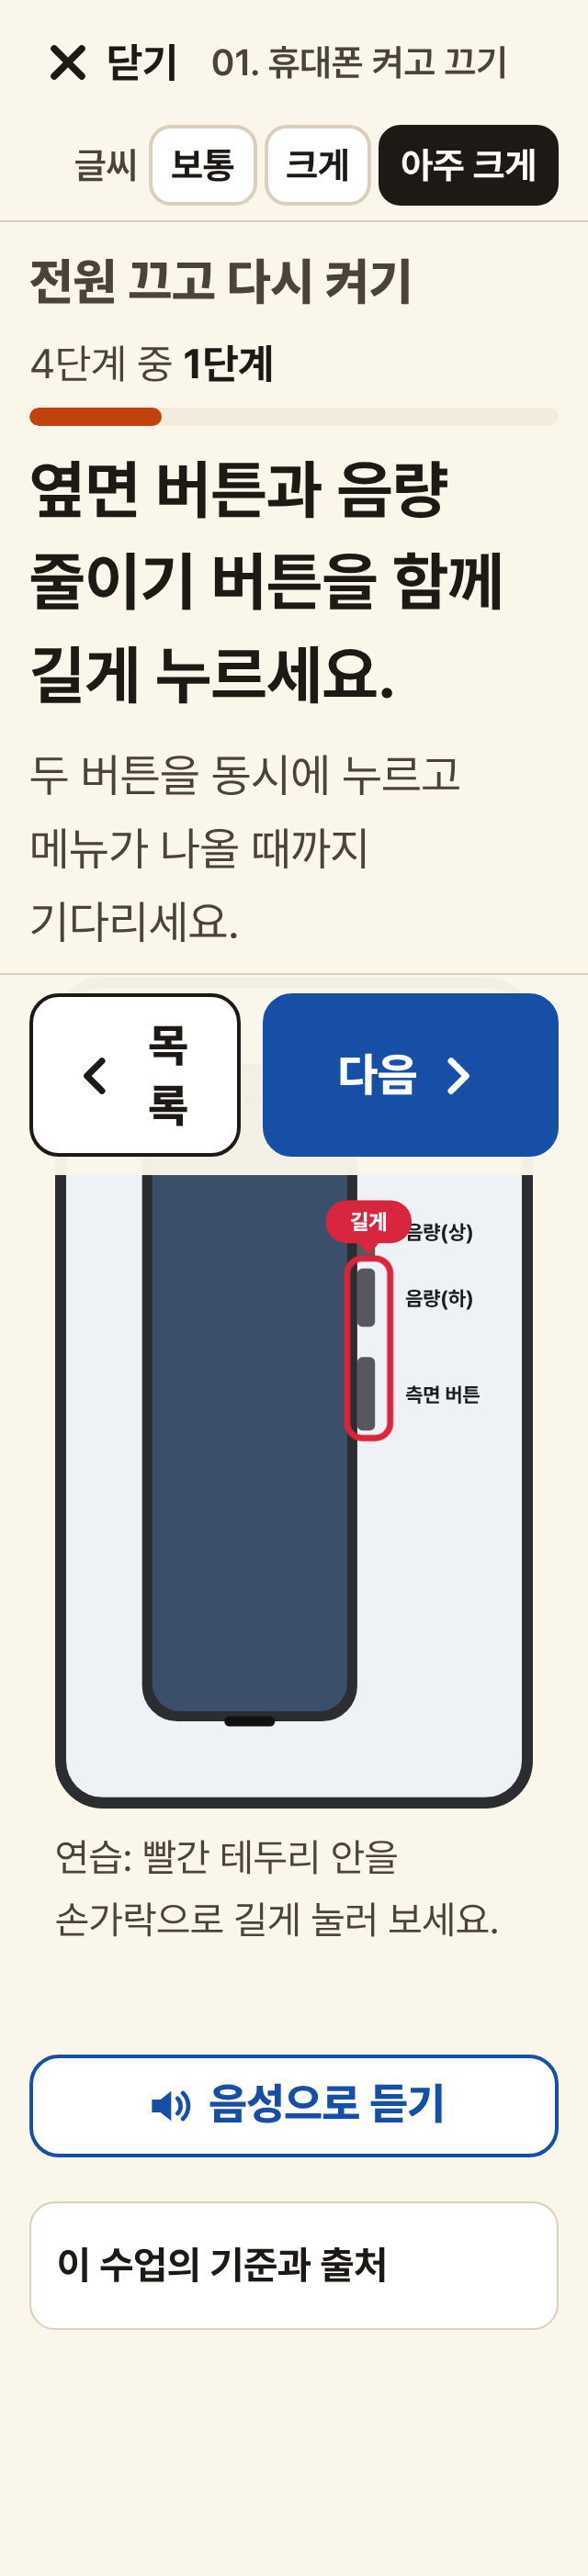 닫기 01. 휴대폰 켜고 끄기
글씨 보통 크게 아주 크게
전원 끄고 다시 켜기
4단계 중 1단계
옆면 버튼과 음량
줄이기 버튼을 함께
길게 누르세요.
두 버튼을 동시에 누르고
메뉴가 나올 때까지
기다리세요.
목
록
다음
길게
음량(상)
음량(하)
측면 버튼
연습: 빨간 테두리 안을
손가락으로 길게 눌러 보세요.
음성으로 듣기
이 수업의 기준과 출처